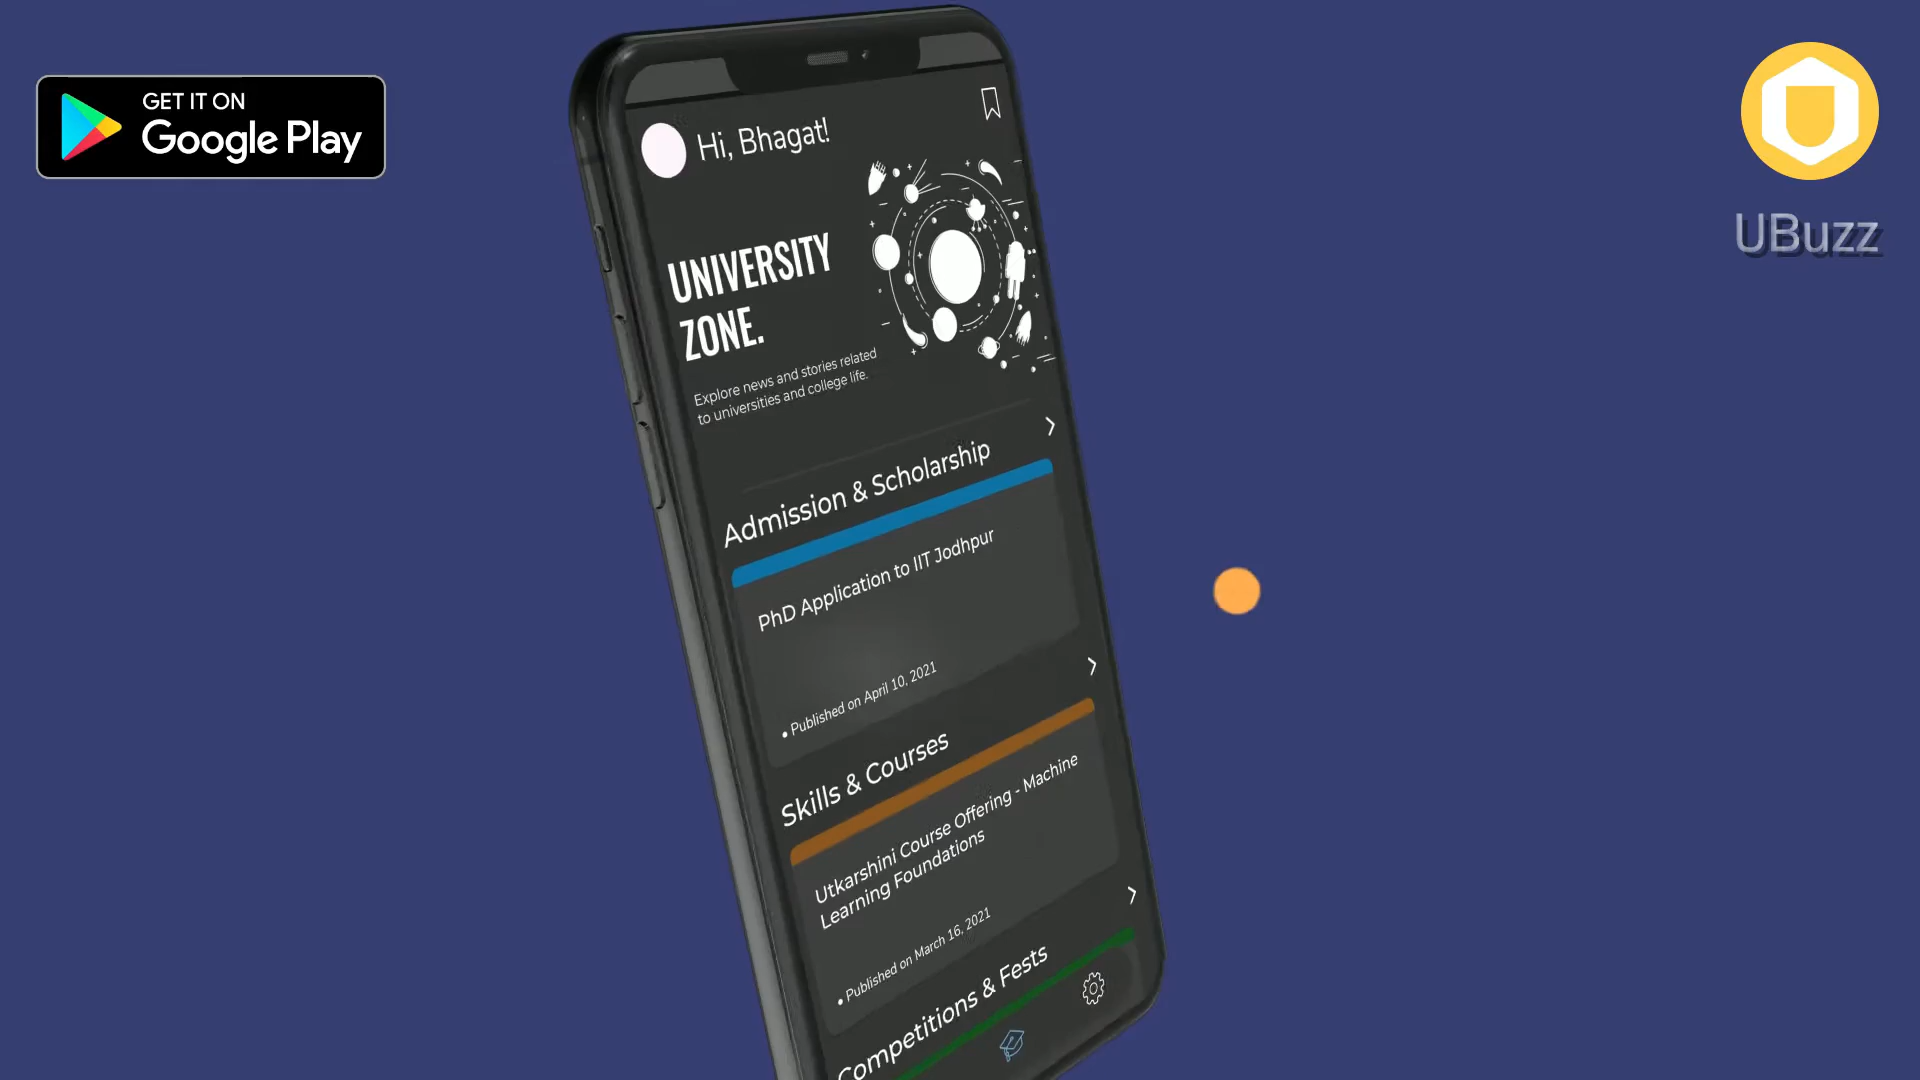 GET IT ON
Google Play
UBuzz
Hi, Bhagat!
UNIVERSITY
ZONE.
Explore news and stories related
to universities and college life.
Admission & Scholarship
PhD Application to IIT Jodhpur
• Published on April 10, 2021
Skills & Courses
Utkarshini Course Offering - Machine
Learning Foundations
• Published on March 16, 2021
Competitions & Fests